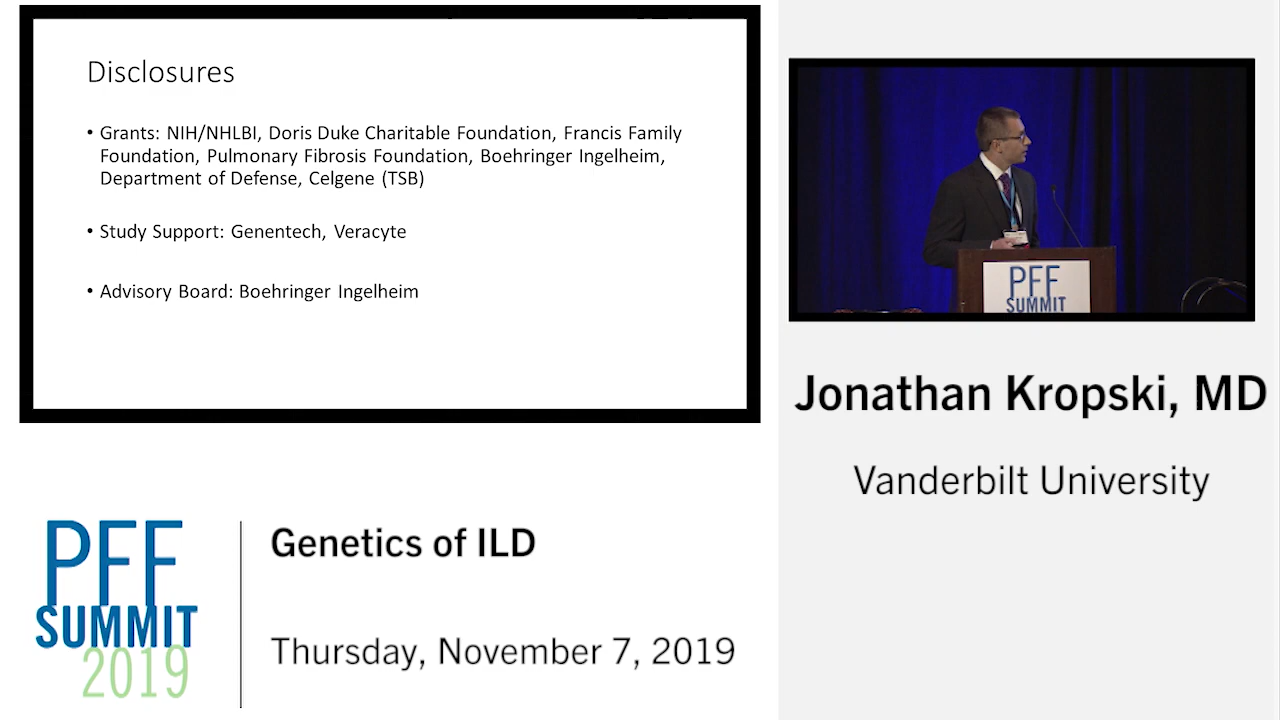 Disclosures
• Grants: NIH/NHLBI, Doris Duke Charitable Foundation, Francis Family
Foundation, Pulmonary Fibrosis Foundation, Boehringer Ingelheim,
Department of Defense, Celgene (TSB)
• Study Support: Genentech, Veracyte
• Advisory Board: Boehringer Ingelheim
PFF
SUMMIT
Jonathan Kropski, MD
Vanderbilt University
PFF
SUMMIT
2019
Genetics of ILD
Thursday, November 7, 2019